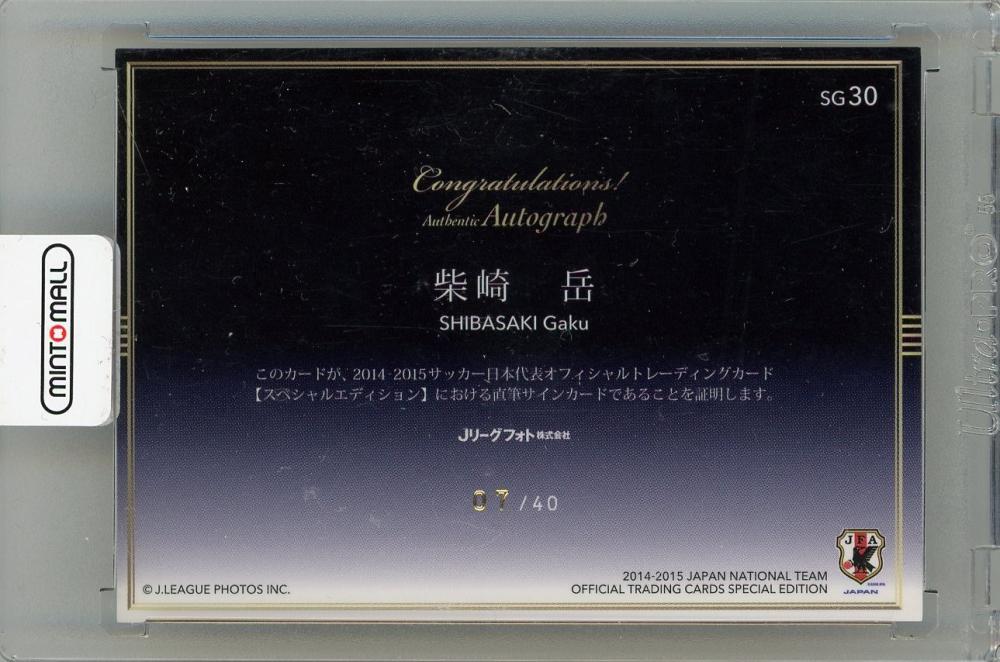 SG30
Congratulations!
Authentic Autograph
柴崎 岳
SHIBASAKI Gaku
このカードが、2014-2015サッカー日本代表オフィシャルトレーディングカード
【スペシャルエディション】における直筆サインカードであることを証明します。
Jリーグフォト株式会社
07/40
2014-2015 JAPAN NATIONAL TEAM
OFFICIAL TRADING CARDS SPECIAL EDITION
© J.LEAGUE PHOTOS INC.
JFA
JAPAN
MINTOMALL
Ultra-PRO®